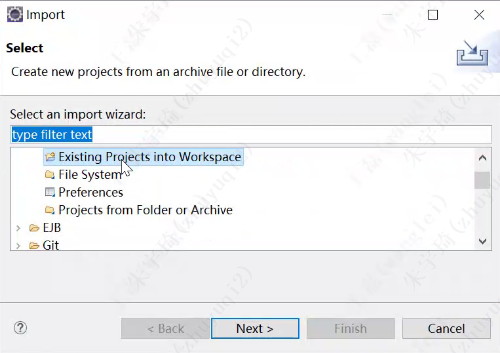 Import
Select
Create new projects from an archive file or directory.
Select an import wizard:
type filter text
Existing Projects into Workspace
File System
Preferences
Projects from Folder or Archive
EJB
Git
< Back
Next >
Finish
Cancel